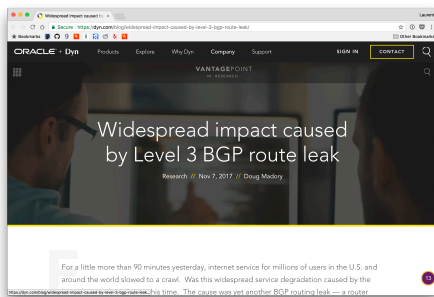 Widespread impact caused by
Laurent
Secure https://dyn.com/blog/widespread-impact-caused-by-level-3-bgp-route-leak/
Bookmarks
Other Bookmarks
ORACLE + Dyn Products Explore Why Dyn Company Support SIGN IN CONTACT
VANTAGEPOINT
RESEARCH
Widespread impact caused
by Level 3 BGP route leak
Research // Nov 7, 2017 // Doug Madory
For a little more than 90 minutes yesterday, internet service for millions of users in the U.S. and
around the world slowed to a crawl. Was this widespread service degradation caused by the
https://dyn.com/blog/widespread-impact-caused-by-level-3-bgp-route-leak... his time. The cause was yet another BGP routing leak — a router
13